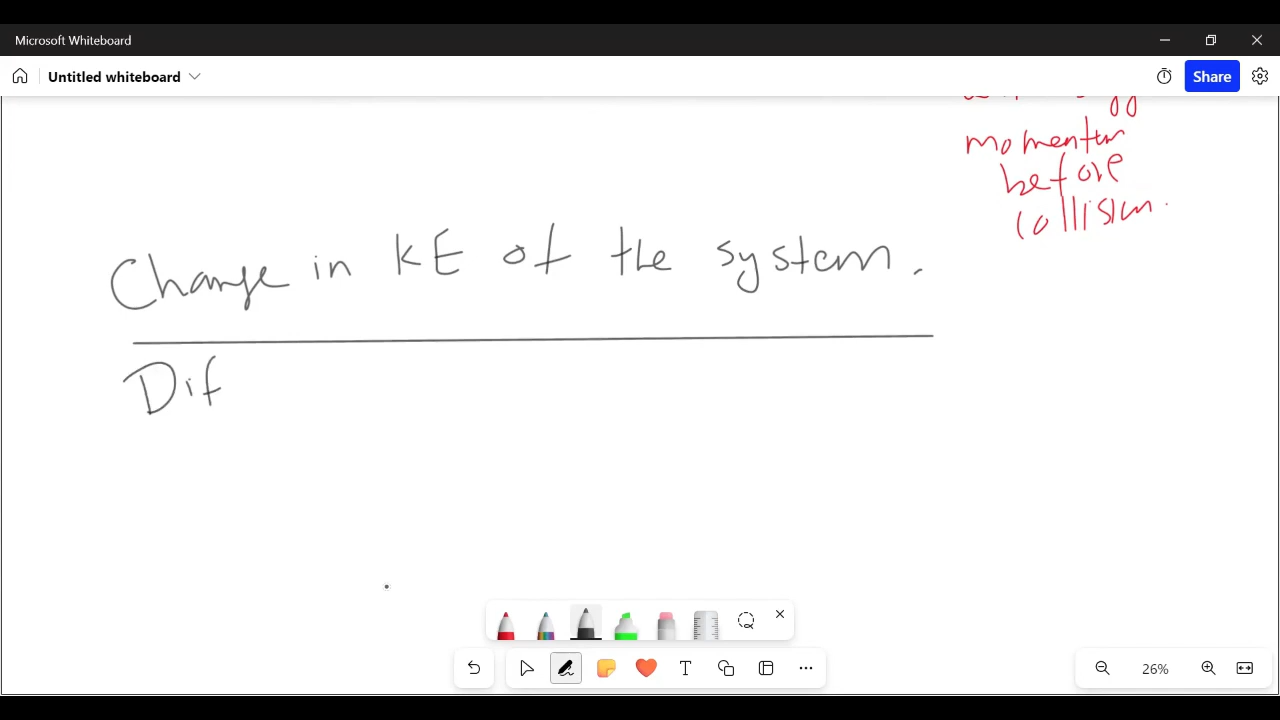 Microsoft Whiteboard
Untitled whiteboard
Share
momentum
before
collision.
Change in KE of the system.
Dif
26%